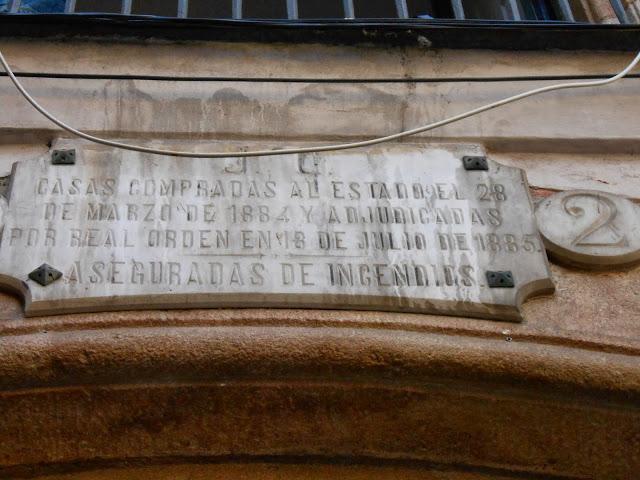 J. G.
CASAS COMPRADAS AL ESTADO EL 28
DE MARZO DE 1884 Y ADJUDICADAS
POR REAL ORDEN EN 18 DE JULIO DE 1885.
ASEGURADAS DE INCENDIOS.
2